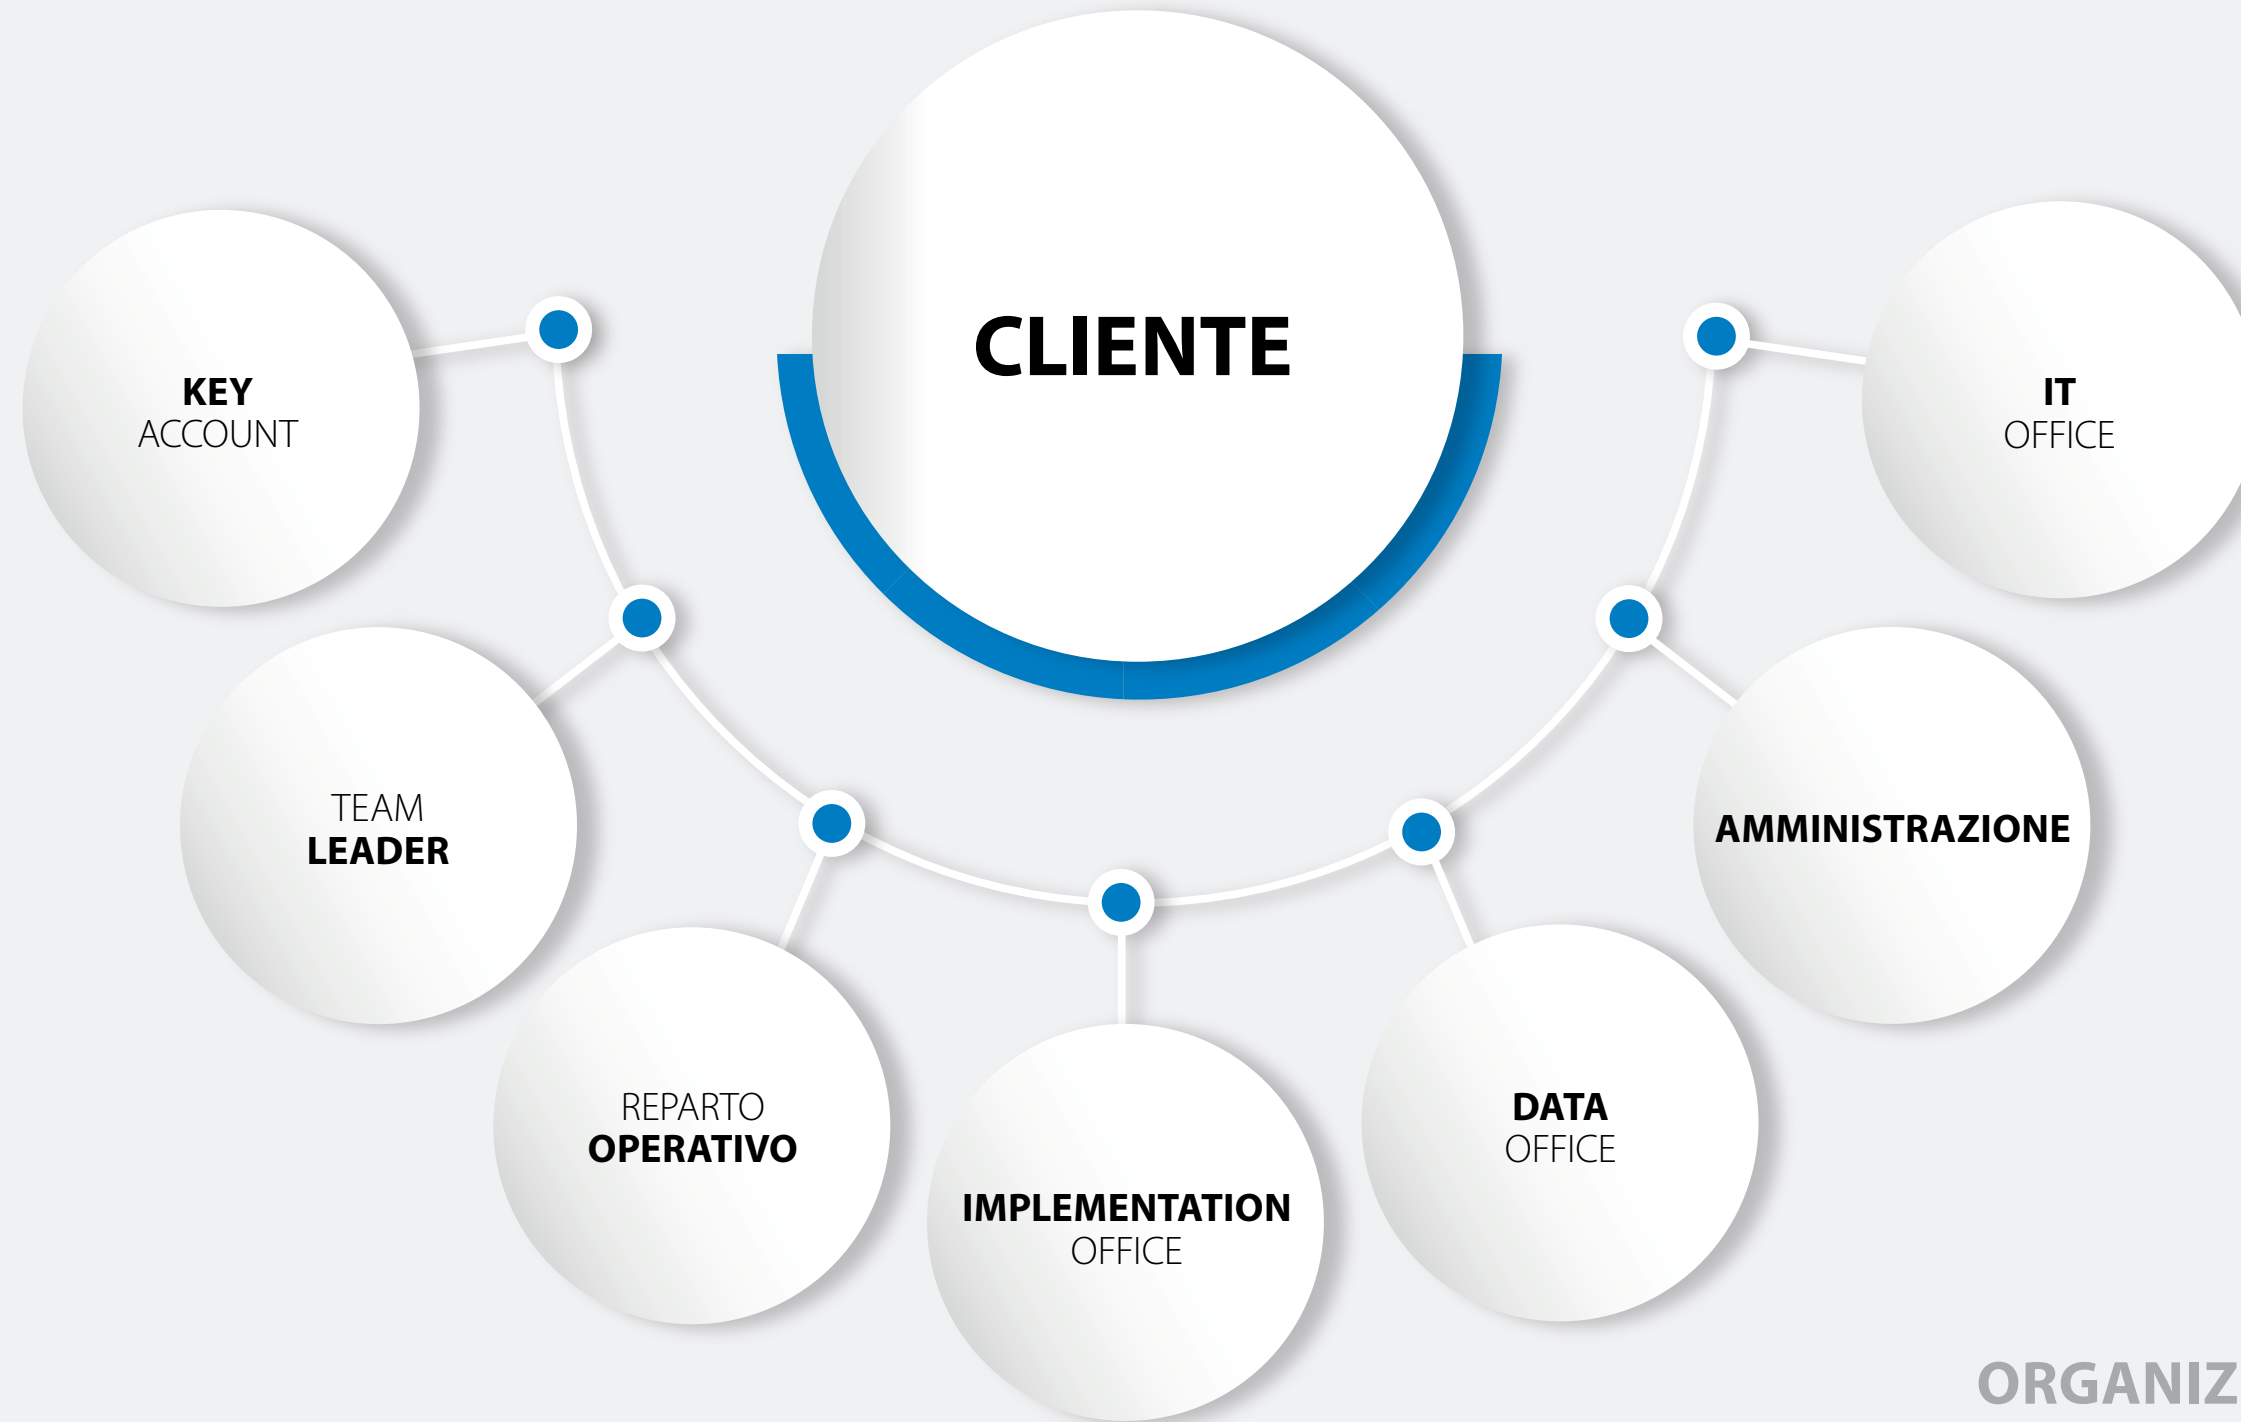 CLIENTE
KEY
ACCOUNT
TEAM
LEADER
REPARTO
OPERATIVO
IMPLEMENTATION
OFFICE
DATA
OFFICE
AMMINISTRAZIONE
IT
OFFICE
ORGANIZ